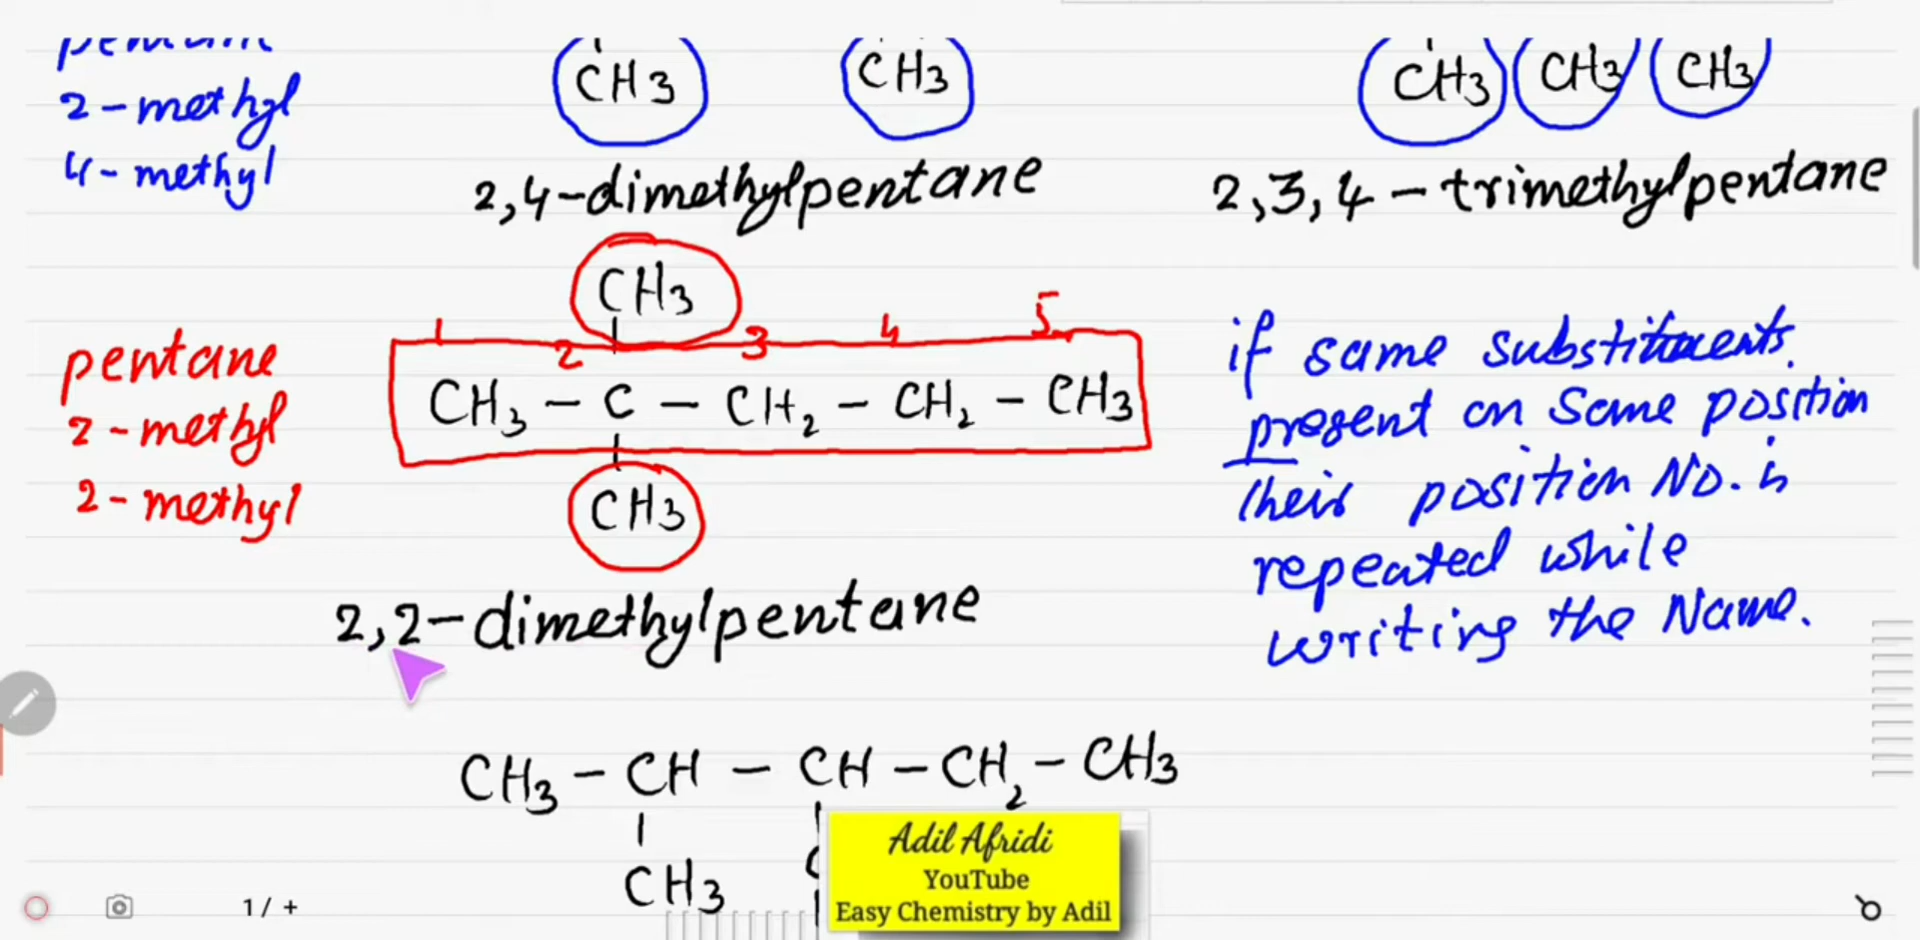 2-methyl
4-methyl
CH3 CH3
2,4-dimethylpentane
CH3 CH3 CH3
2,3,4-trimethylpentane
CH3
1 2 3 4 5
CH3 - C - CH2 - CH2 - CH3
CH3
pentane
2-methyl
2-methyl
2,2-dimethylpentane
if same substituents
present on same position
their position No. is
repeated while
writing the Name.
CH3 - CH - CH - CH2 - CH3
CH3
Adil Afridi
YouTube
Easy Chemistry by Adil
1/ +